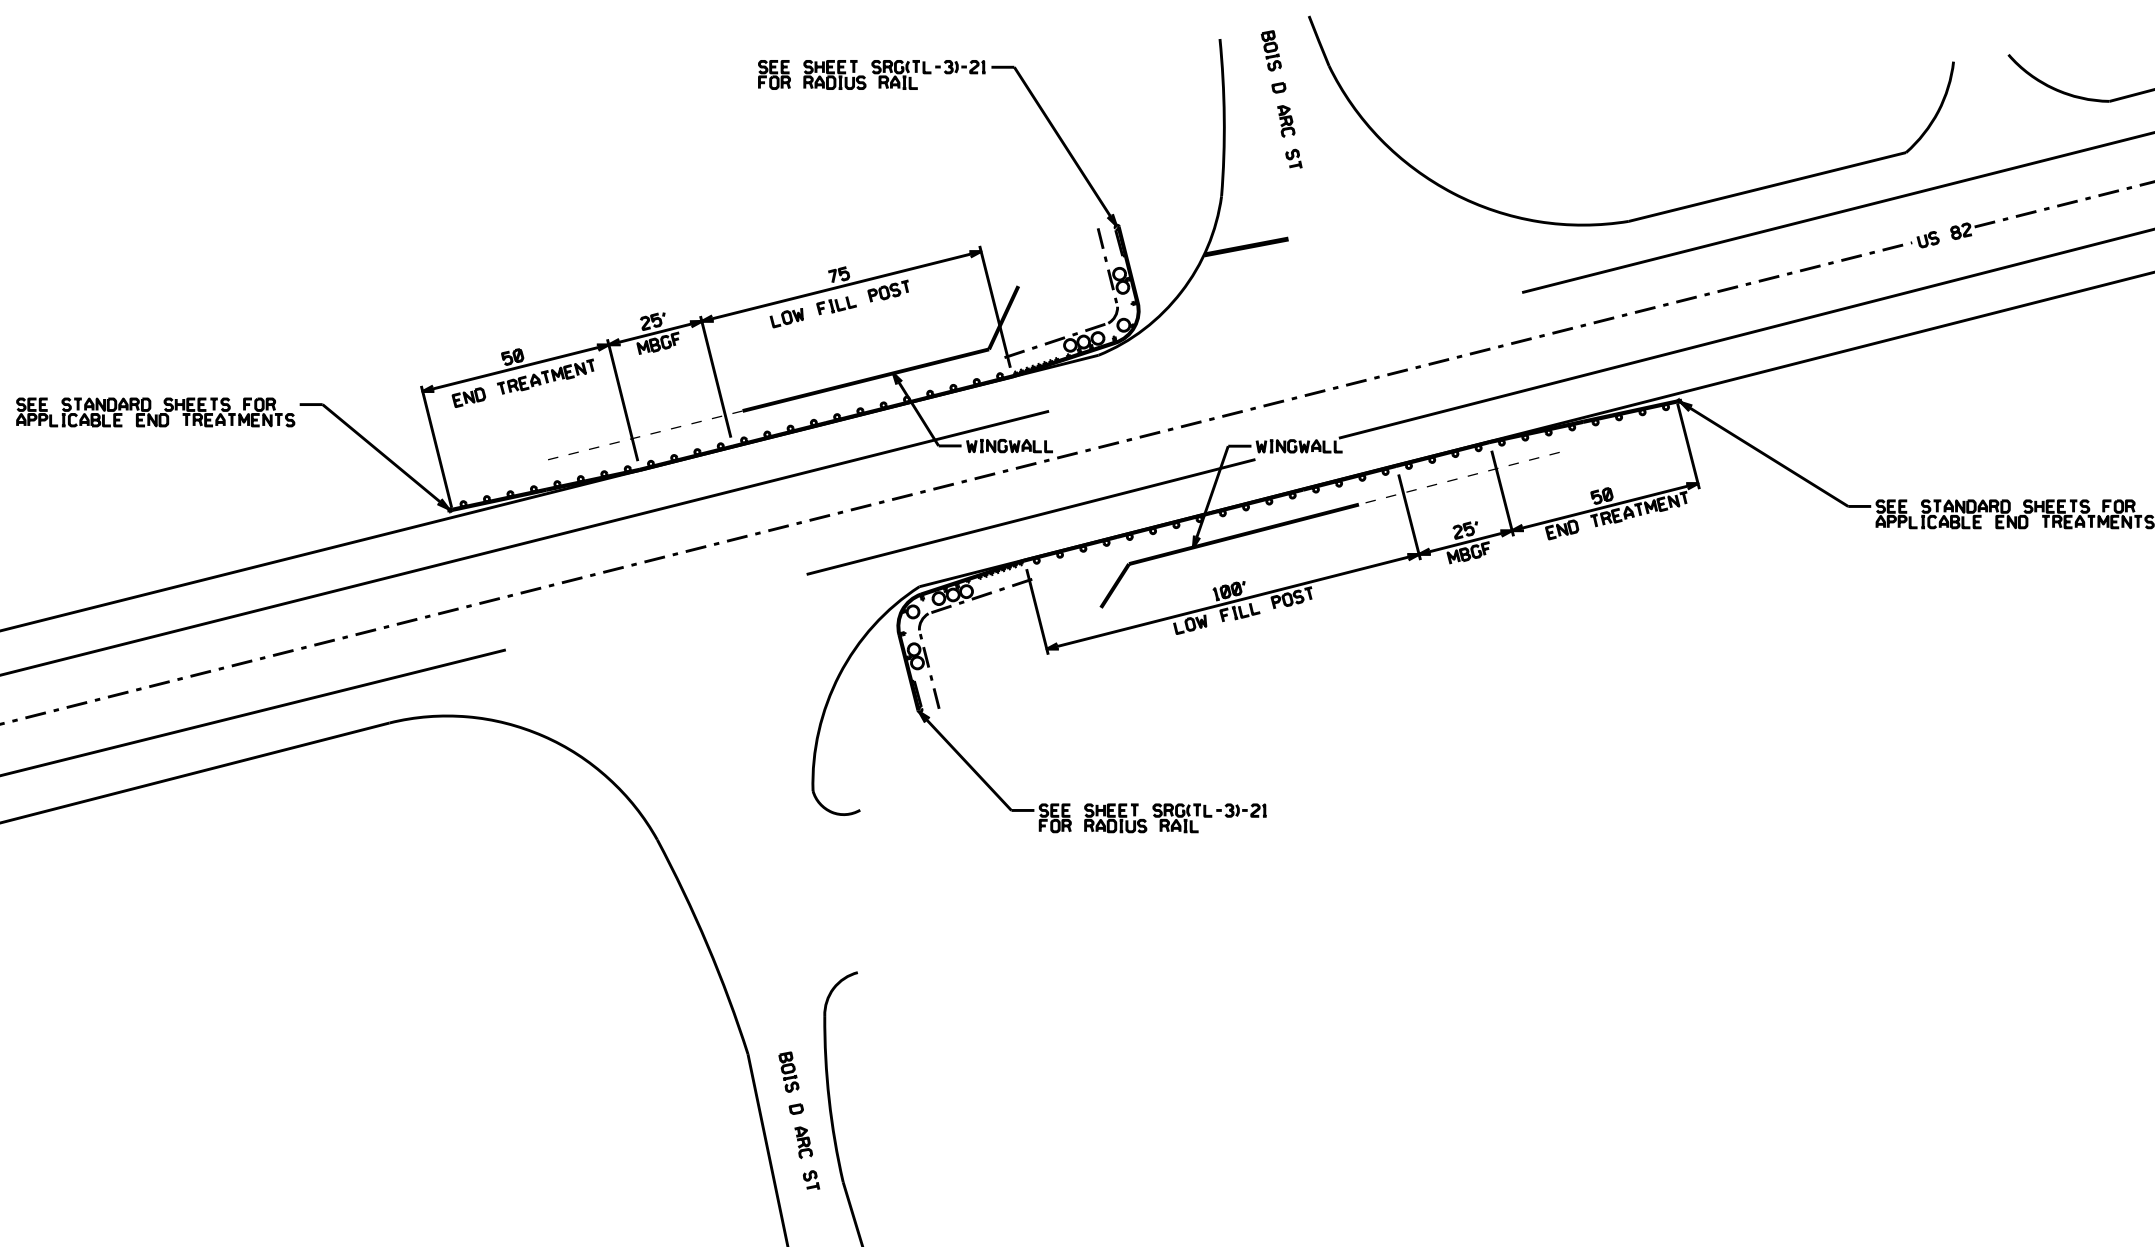 BOIS D ARC ST
SEE SHEET SRG(TL-3)-21
FOR RADIUS RAIL
US 82
75
LOW FILL POST
25'
MBGF
50
END TREATMENT
SEE STANDARD SHEETS FOR
APPLICABLE END TREATMENTS
WINGWALL
WINGWALL
SEE STANDARD SHEETS FOR
APPLICABLE END TREATMENTS
50
END TREATMENT
25'
MBGF
100'
LOW FILL POST
SEE SHEET SRG(TL-3)-21
FOR RADIUS RAIL
BOIS D ARC ST